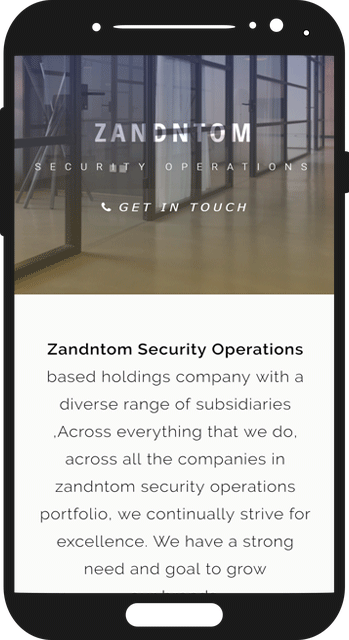 ZANDNTOM
SECURITY OPERATIONS
GET IN TOUCH
Zandntom Security Operations
based holdings company with a
diverse range of subsidiaries
,Across everything that we do,
across all the companies in
zandntom security operations
portfolio, we continually strive for
excellence. We have a strong
need and goal to grow